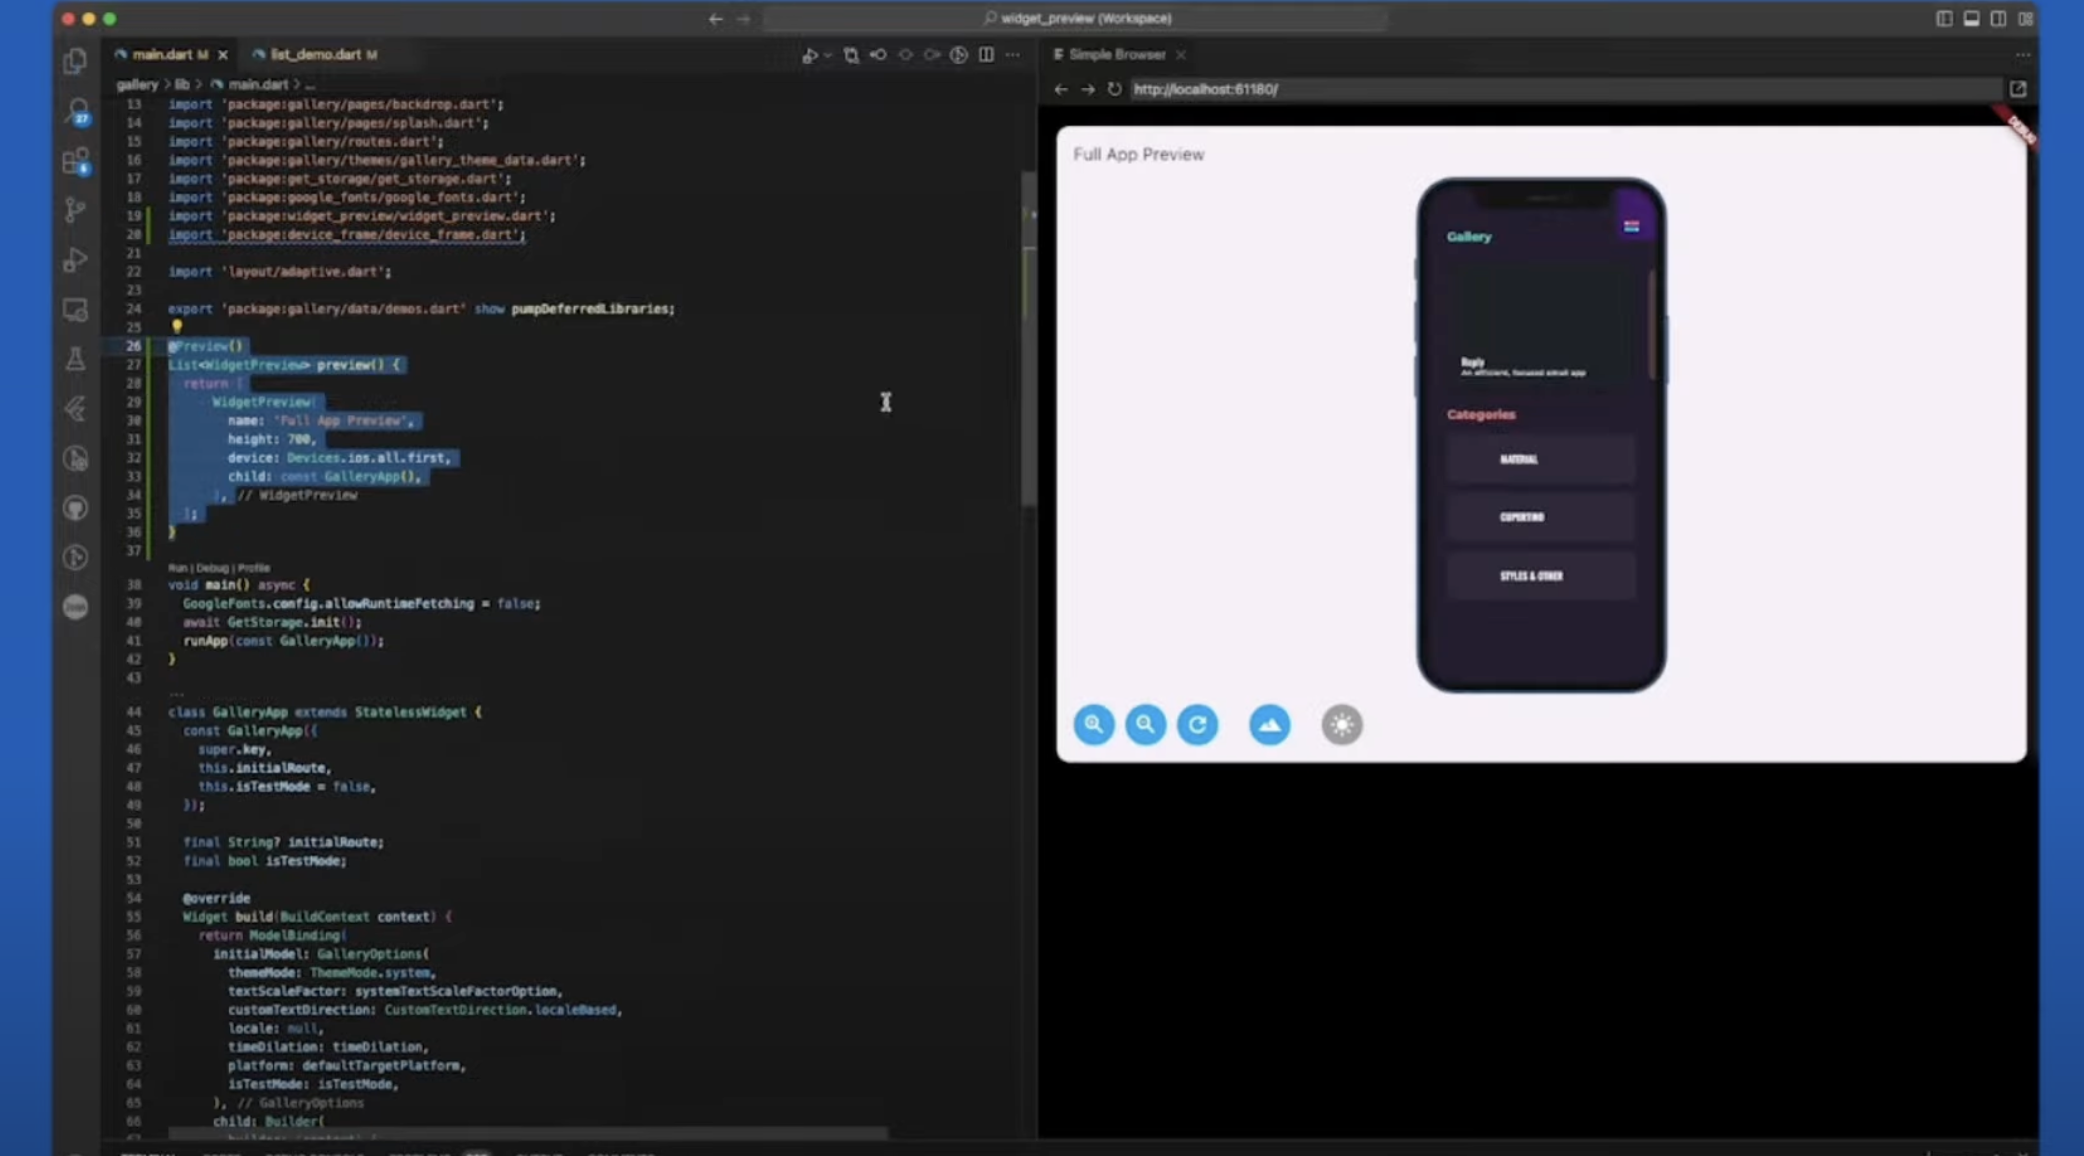 widget_preview (Workspace)
main.dart M
list_demo.dart M
gallery > lib > main.dart > ...
27
6
13 import 'package:gallery/pages/backdrop.dart';
14 import 'package:gallery/pages/splash.dart';
15 import 'package:gallery/routes.dart';
16 import 'package:gallery/themes/gallery_theme_data.dart';
17 import 'package:get_storage/get_storage.dart';
18 import 'package:google_fonts/google_fonts.dart';
19 import 'package:widget_preview/widget_preview.dart';
20 import 'package:device_frame/device_frame.dart';
21
22 import 'layout/adaptive.dart';
23
24 export 'package:gallery/data/demos.dart' show pumpDeferredLibraries;
25
26 @Preview()
27 List<WidgetPreview> preview() {
28 return [
29 WidgetPreview(
30 name: 'Full App Preview',
31 height: 700,
32 device: Devices.ios.all.first,
33 child: const GalleryApp(),
34 ), // WidgetPreview
35 ];
36 }
37
Run | Debug | Profile
38 void main() async {
39 GoogleFonts.config.allowRuntimeFetching = false;
40 await GetStorage.init();
41 runApp(const GalleryApp());
42 }
43
...
44 class GalleryApp extends StatelessWidget {
45 const GalleryApp({
46 super.key,
47 this.initialRoute,
48 this.isTestMode = false,
49 });
50
51 final String? initialRoute;
52 final bool isTestMode;
53
54 @override
55 Widget build(BuildContext context) {
56 return ModelBinding(
57 initialModel: GalleryOptions(
58 themeMode: ThemeMode.system,
59 textScaleFactor: systemTextScaleFactorOption,
60 customTextDirection: CustomTextDirection.localeBased,
61 locale: null,
62 timeDilation: timeDilation,
63 platform: defaultTargetPlatform,
64 isTestMode: isTestMode,
65 ), // GalleryOptions
66 child: Builder(
Simple Browser
http://localhost:61180/
DEBUG
Full App Preview
Gallery
Reply
An efficient, focused email app
Categories
MATERIAL
CUPERTINO
STYLES & OTHER